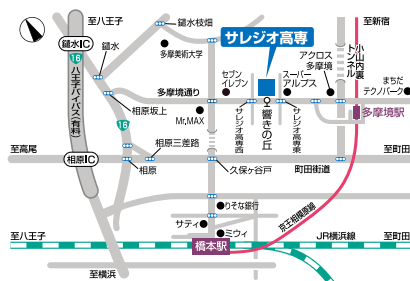 至八王子
鑓水枝畑
サレジオ高専
至新宿
鑓水IC
鑓水
多摩美術大学
アクロス
多摩境
小山内裏
トンネル
16
セブン
イレブン
スーパー
アルプス
まちだ
テクノパーク
八王子バイパス(有料)
多摩境通り
相原坂上
Mr.MAX
サレジオ高専西
響きの丘
サレジオ高専東
多摩境駅
16
相原三差路
至高尾
至町田
相原IC
相原
久保ヶ谷戸
町田街道
りそな銀行
京王相模原線
サティ
ミウィ
至八王子
橋本駅
JR横浜線
至町田
至横浜